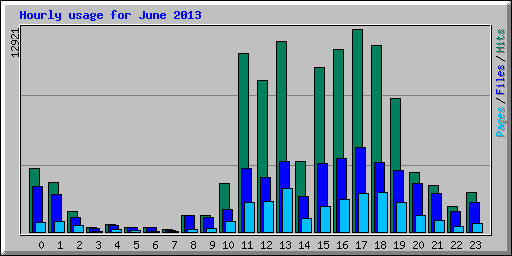 Hourly usage for June 2013
12921
Pages / Files / Hits
0 1 2 3 4 5 6 7 8 9 10 11 12 13 14 15 16 17 18 19 20 21 22 23